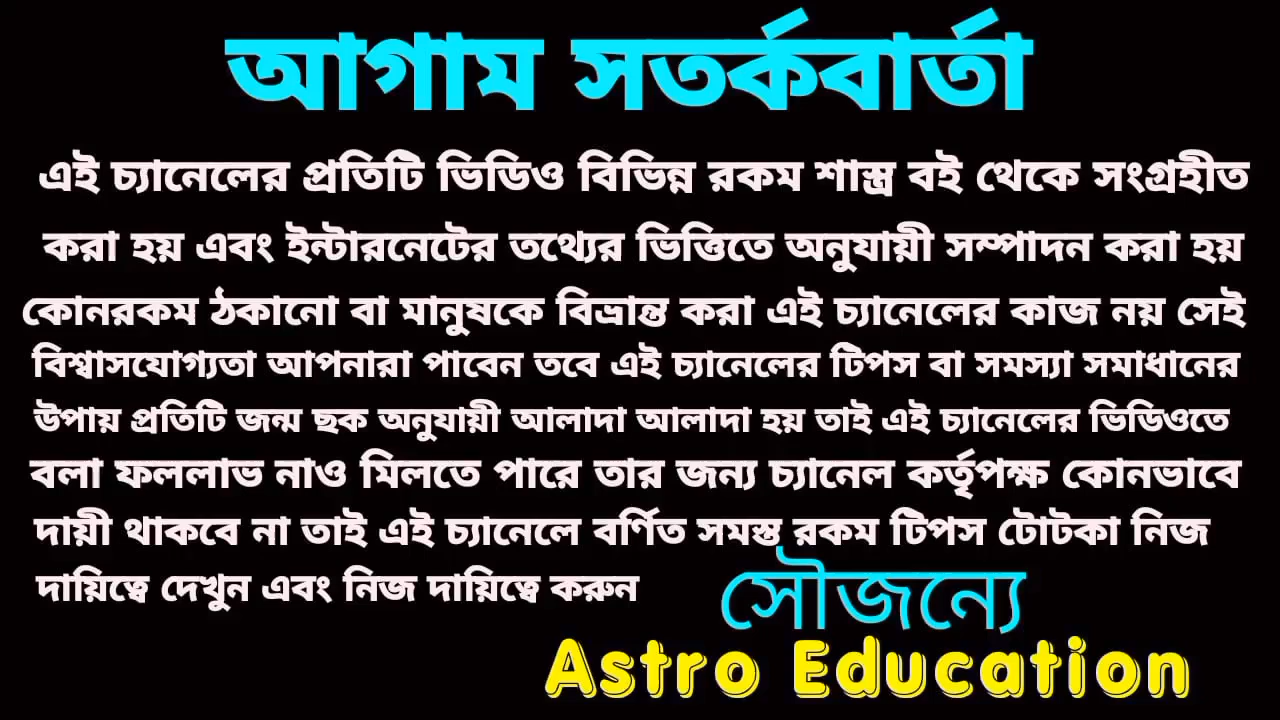 আগাম সতর্কবার্তা
এই চ্যানেলের প্রতিটি ভিডিও বিভিন্ন রকম শাস্ত্র বই থেকে সংগ্রহীত
করা হয় এবং ইন্টারনেটের তথ্যের ভিত্তিতে অনুযায়ী সম্পাদন করা হয়
কোনরকম ঠকানো বা মানুষকে বিভ্রান্ত করা এই চ্যানেলের কাজ নয় সেই
বিশ্বাসযোগ্যতা আপনারা পাবেন তবে এই চ্যানেলের টিপস বা সমস্যা সমাধানের
উপায় প্রতিটি জন্ম ছক অনুযায়ী আলাদা আলাদা হয় তাই এই চ্যানেলের ভিডিওতে
বলা ফললাভ নাও মিলতে পারে তার জন্য চ্যানেল কর্তৃপক্ষ কোনভাবে
দায়ী থাকবে না তাই এই চ্যানেলে বর্ণিত সমস্ত রকম টিপস টোটকা নিজ
দায়িত্বে দেখুন এবং নিজ দায়িত্বে করুন
সৌজন্যে
Astro Education